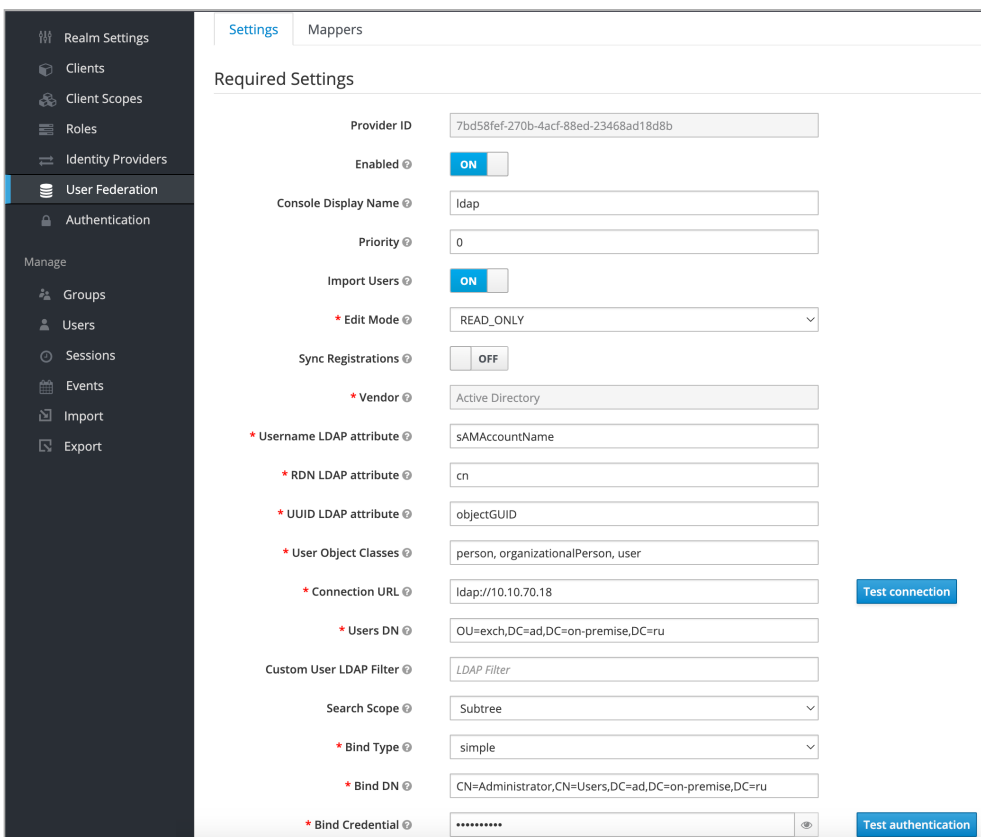 Settings
Mappers
Realm Settings
Clients
Client Scopes
Roles
Identity Providers
User Federation
Authentication
Manage
Groups
Users
Sessions
Events
Import
Export
Required Settings
Provider ID
7bd58fef-270b-4acf-88ed-23468ad18d8b
Enabled
ON
Console Display Name
ldap
Priority
0
Import Users
ON
* Edit Mode
READ_ONLY
Sync Registrations
OFF
* Vendor
Active Directory
* Username LDAP attribute
sAMAccountName
* RDN LDAP attribute
cn
* UUID LDAP attribute
objectGUID
* User Object Classes
person, organizationalPerson, user
* Connection URL
ldap://10.10.70.18
Test connection
* Users DN
OU=exch,DC=ad,DC=on-premise,DC=ru
Custom User LDAP Filter
LDAP Filter
Search Scope
Subtree
* Bind Type
simple
* Bind DN
CN=Administrator,CN=Users,DC=ad,DC=on-premise,DC=ru
* Bind Credential
••••••••••
Test authentication